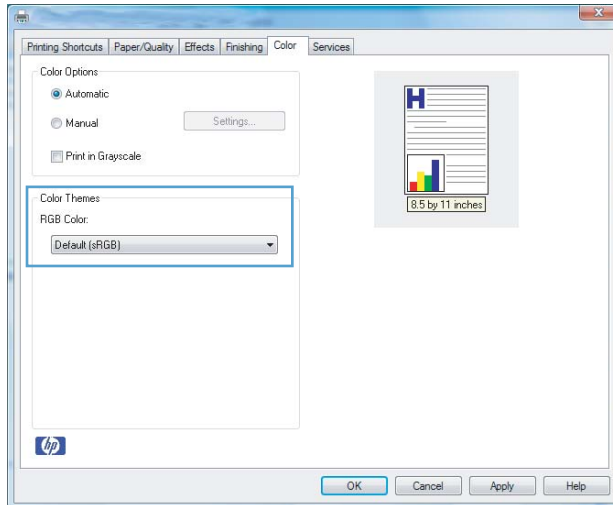 Printing Shortcuts Paper/Quality Effects Finishing Color Services
Color Options
Automatic
Manual
Settings...
Print in Grayscale
H
8.5 by 11 inches
Color Themes
RGB Color:
Default (sRGB)
hp
OK Cancel Apply Help